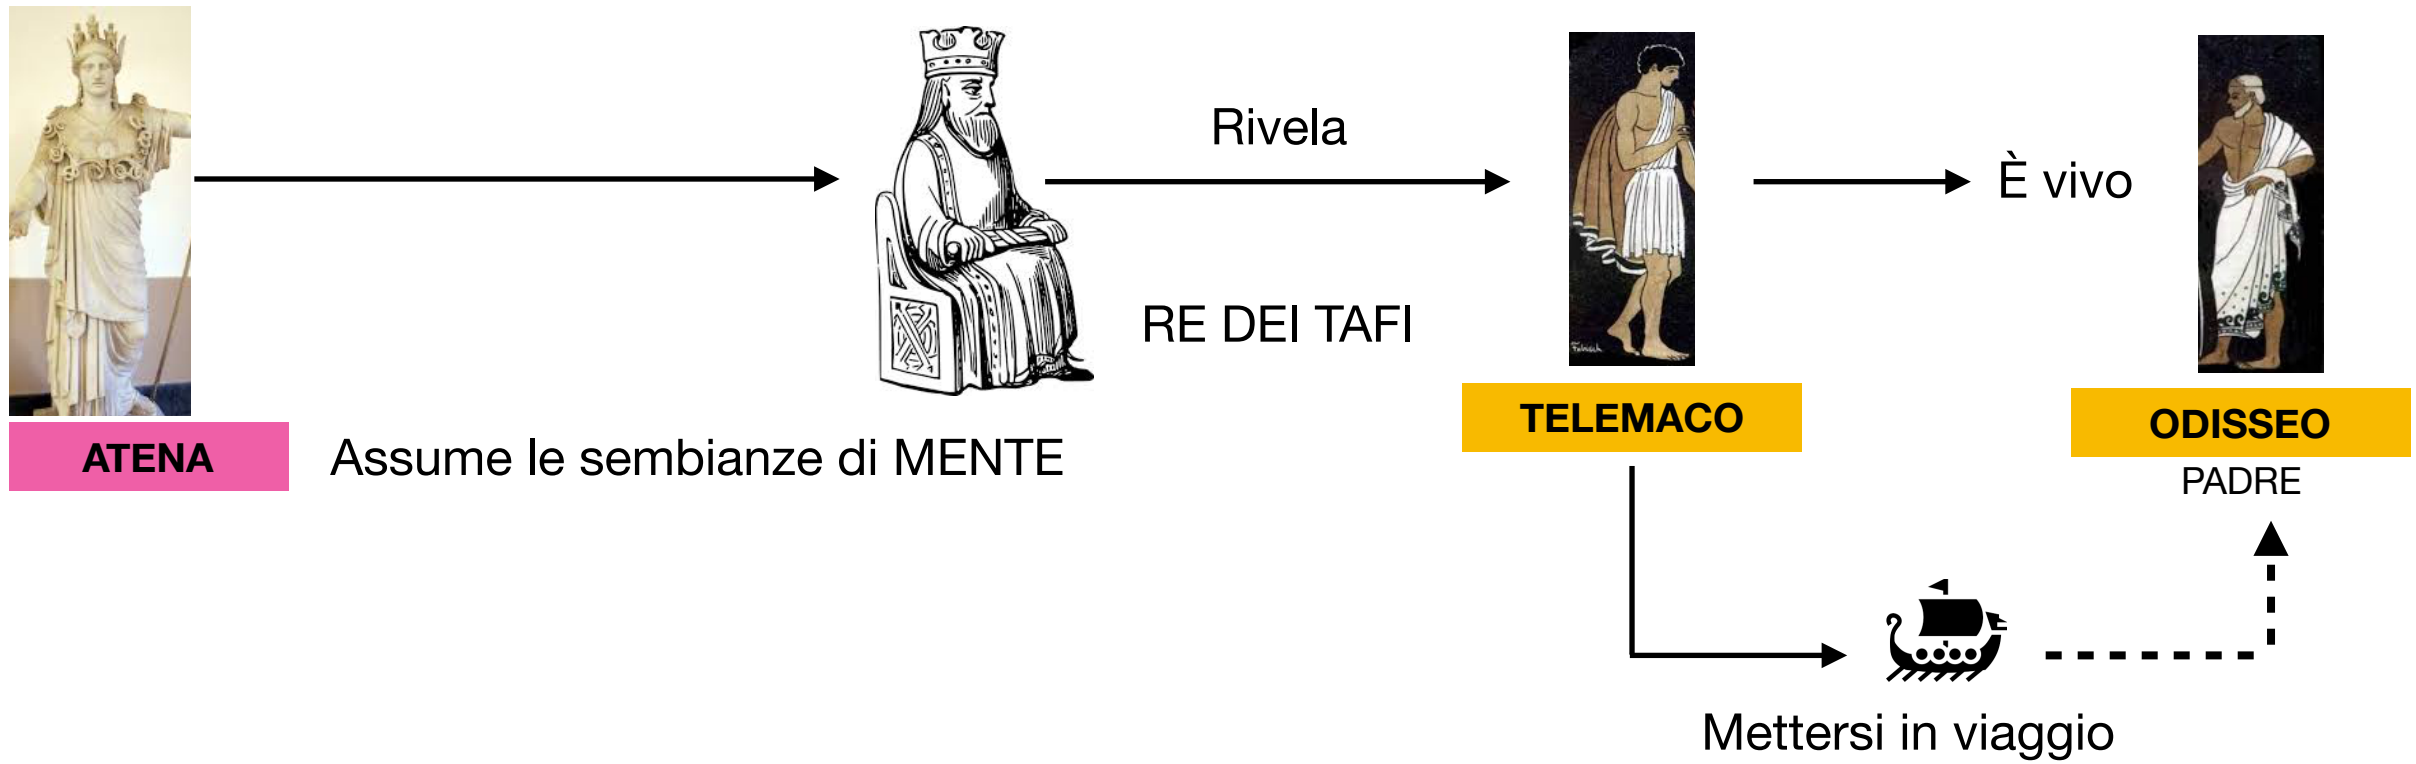 Rivela
È vivo
RE DEI TAFI
ATENA
Assume le sembianze di MENTE
TELEMACO
ODISSEO
PADRE
Mettersi in viaggio